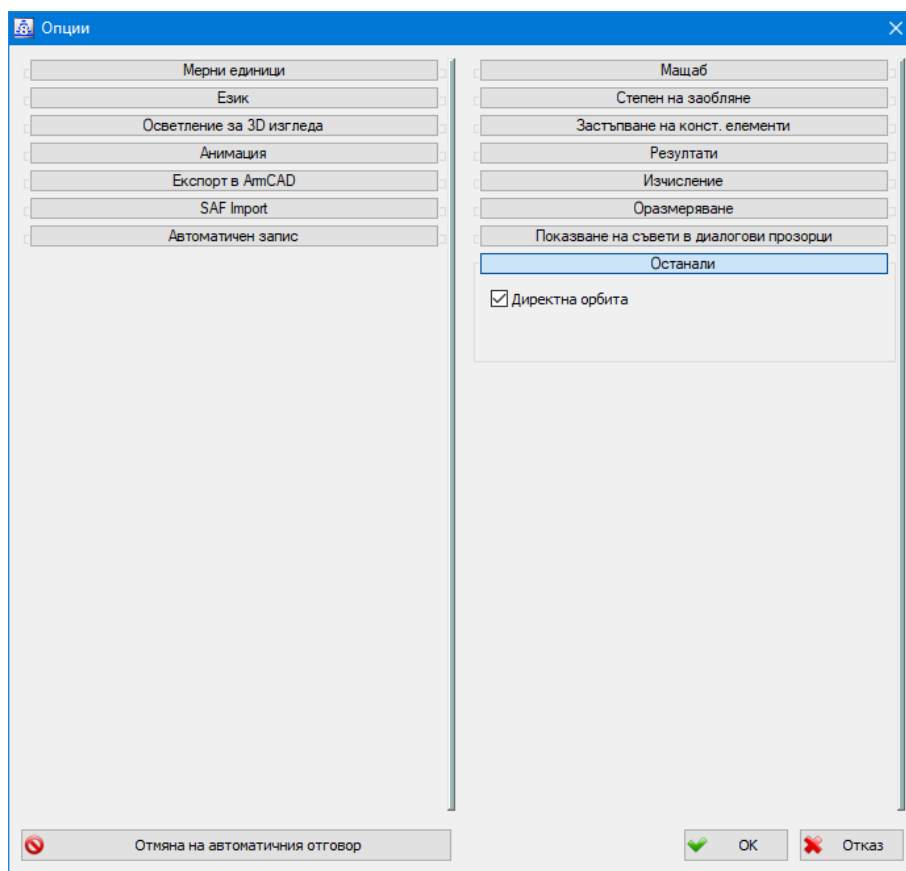 Опции
Мерни единици
Език
Осветление за 3D изгледа
Анимация
Експорт в ArmCAD
SAF Import
Автоматичен запис
Мащаб
Степен на заобляне
Застъпване на конст. елементи
Резултати
Изчисление
Оразмеряване
Показване на съвети в диалогови прозорци
Останали
Директна орбита
Отмяна на автоматичния отговор
OK
Отказ